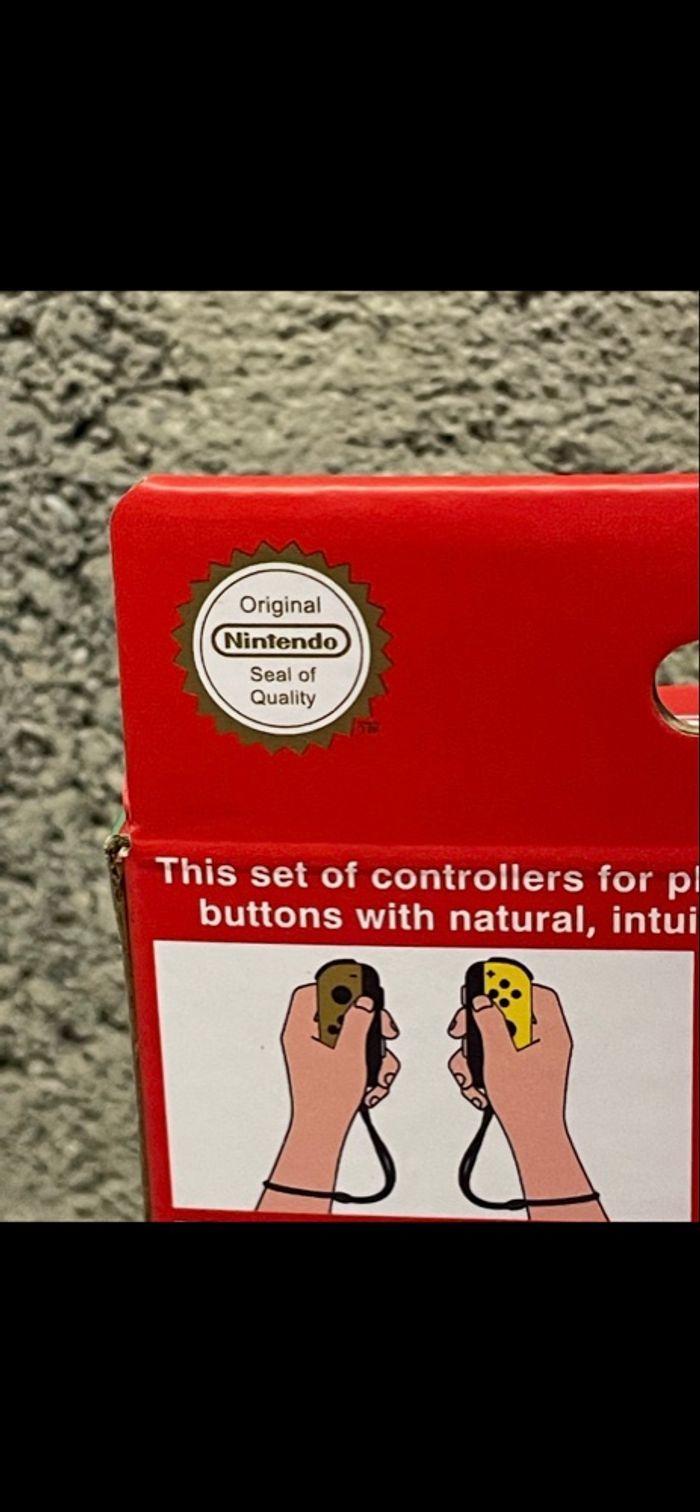 Original
Nintendo
Seal of
Quality
TM
This set of controllers for pl
buttons with natural, intui